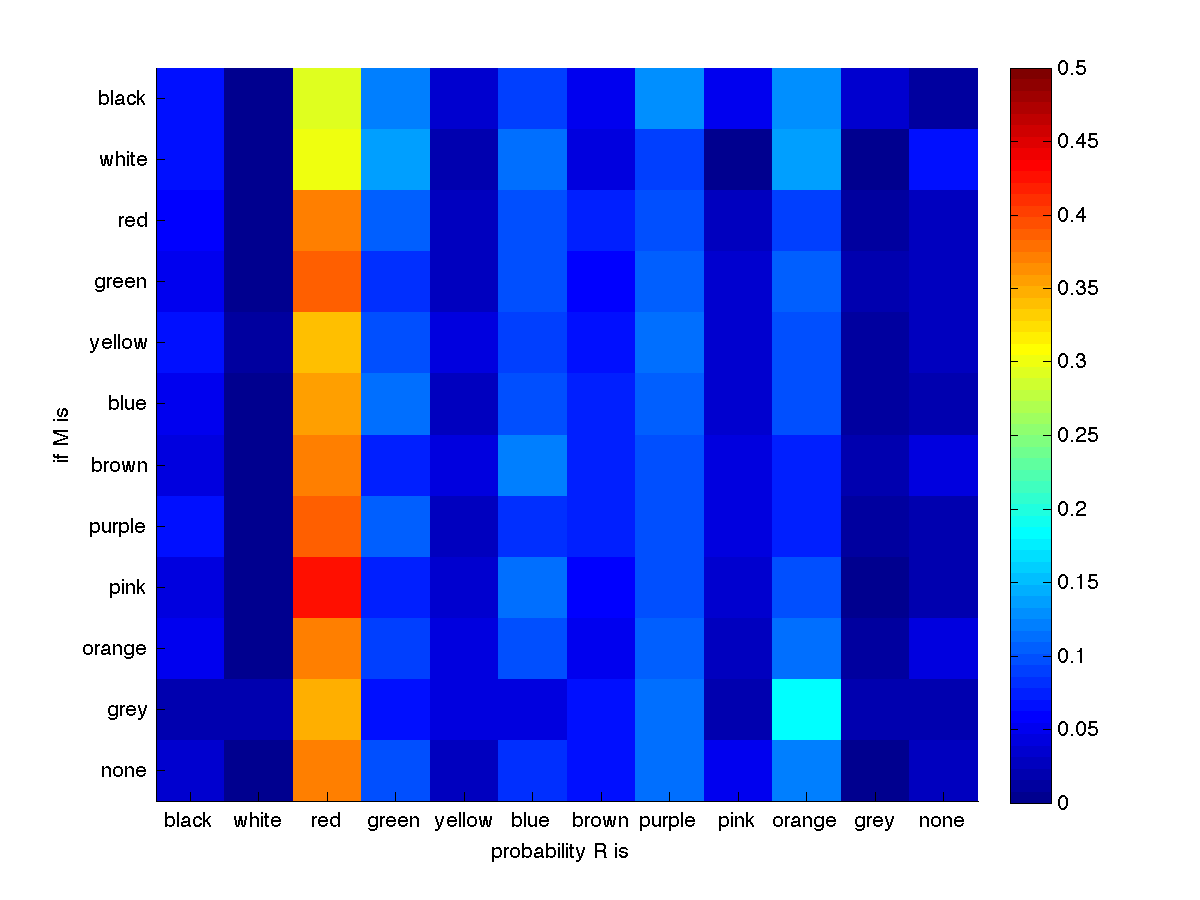 black
white
red
green
yellow
blue
brown
purple
pink
orange
grey
none
if M is
black white red green yellow blue brown purple pink orange grey none
probability R is
0.5
0.45
0.4
0.35
0.3
0.25
0.2
0.15
0.1
0.05
0